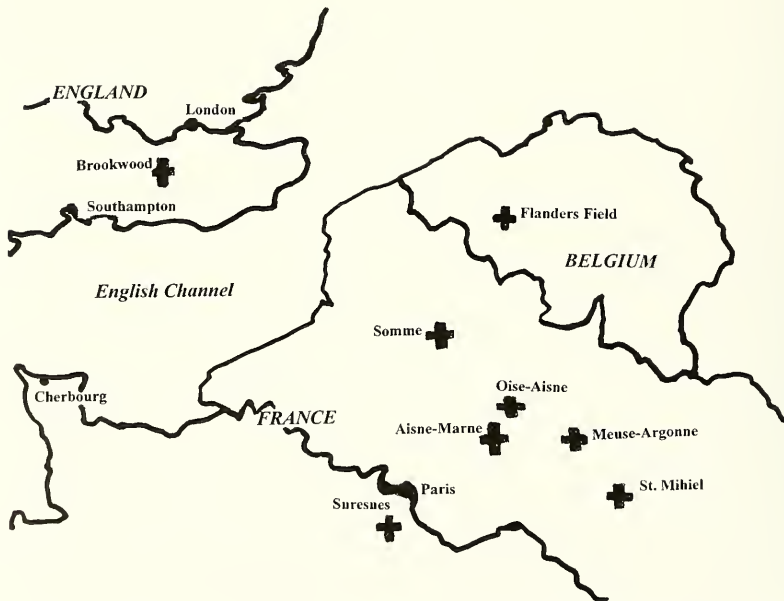 ENGLAND
London
Brookwood
Southampton
Flanders Field
BELGIUM
English Channel
Somme
Oise-Aisne
Cherbourg
FRANCE
Aisne-Marne
Meuse-Argonne
Paris
St. Mihiel
Suresnes